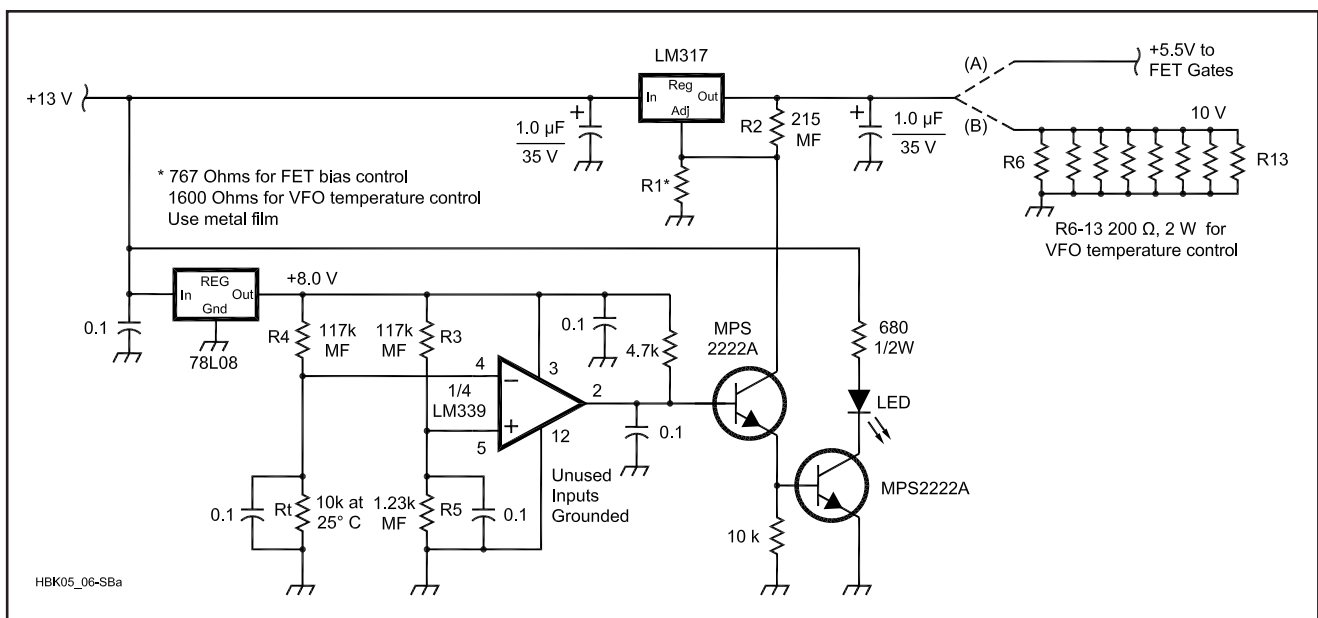 +13 V
LM317
Reg
In
Out
Adj
+
1.0 µF
35 V
R2
215
MF
+
1.0 µF
35 V
(A)
(B)
+5.5V to
FET Gates
10 V
R6
R13
R6-13 200 Ω, 2 W for
VFO temperature control
R1*
* 767 Ohms for FET bias control
1600 Ohms for VFO temperature control
Use metal film
REG
In
Out
Gnd
78L08
0.1
+8.0 V
R4
117k
MF
117k
MF
R3
0.1
4.7k
4
3
−
1/4
LM339
+
5
12
2
0.1
Unused
Inputs
Grounded
MPS
2222A
680
1/2W
LED
MPS2222A
0.1
Rt
10k at
25° C
1.23k
MF
R5
0.1
10 k
HBK05_06-SBa